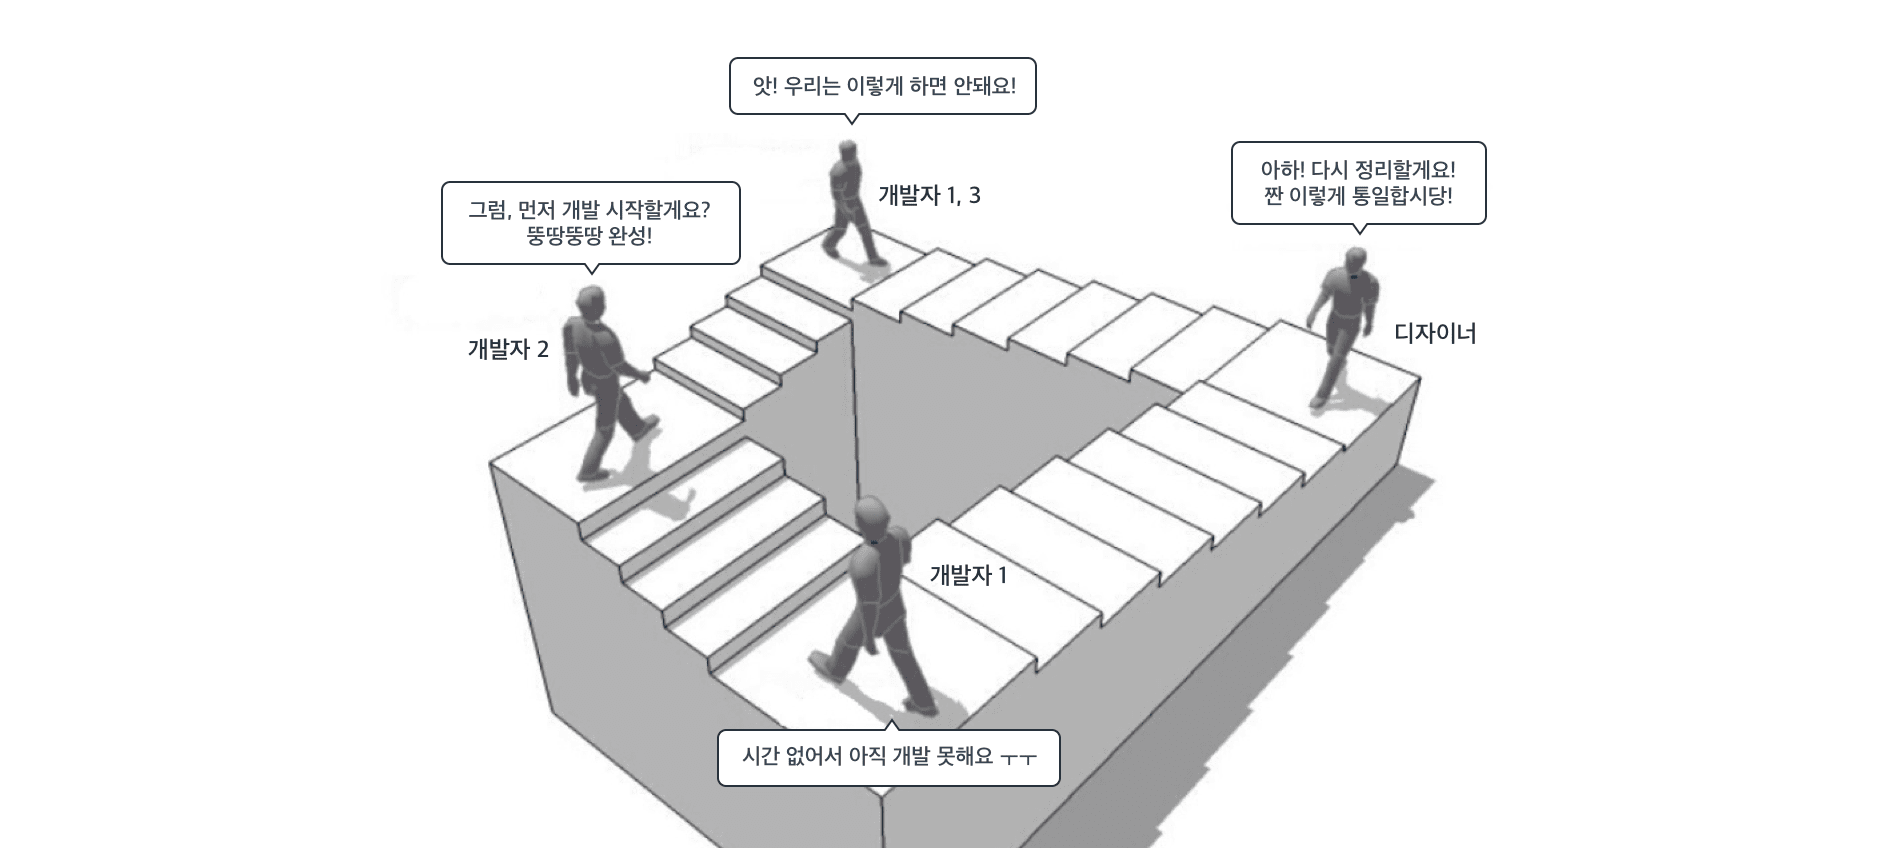 앗! 우리는 이렇게 하면 안돼요!
개발자 1, 3
아하! 다시 정리할게요!
짠 이렇게 통일합시당!
디자이너
그럼, 먼저 개발 시작할게요?
뚱땅뚱땅 완성!
개발자 2
개발자 1
시간 없어서 아직 개발 못해요 ㅜㅜ